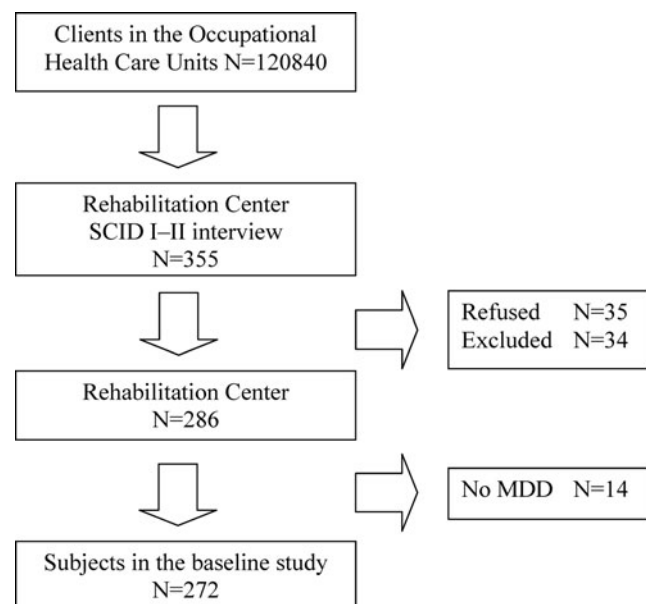 Clients in the Occupational
Health Care Units N=120840
Rehabilitation Center
SCID I–II interview
N=355
Refused N=35
Excluded N=34
Rehabilitation Center
N=286
No MDD N=14
Subjects in the baseline study
N=272